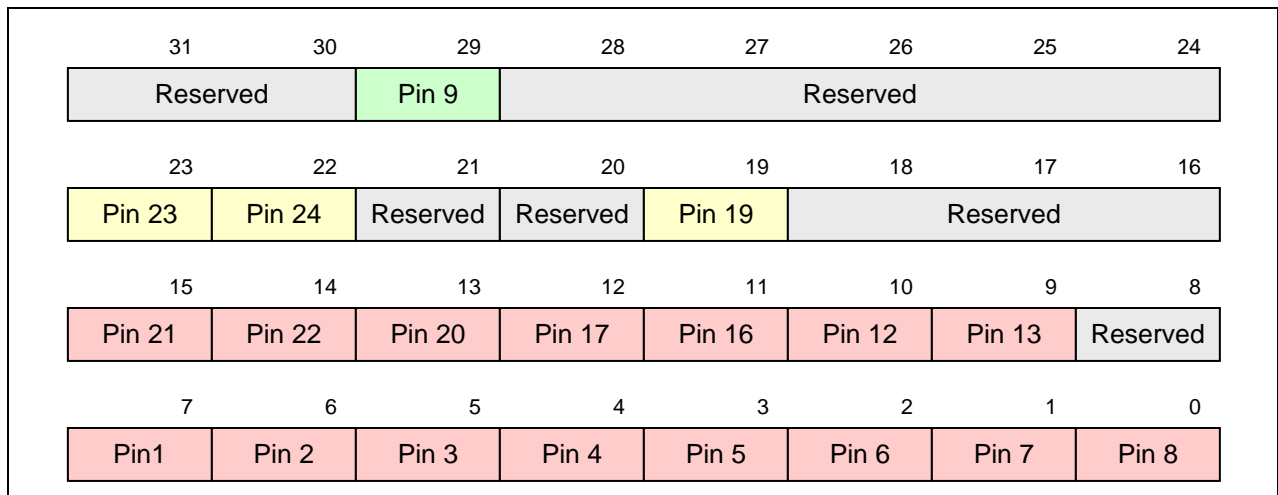 31 30 29 28 27 26 25 24
Reserved Pin 9 Reserved
23 22 21 20 19 18 17 16
Pin 23 Pin 24 Reserved Reserved Pin 19 Reserved
15 14 13 12 11 10 9 8
Pin 21 Pin 22 Pin 20 Pin 17 Pin 16 Pin 12 Pin 13 Reserved
7 6 5 4 3 2 1 0
Pin1 Pin 2 Pin 3 Pin 4 Pin 5 Pin 6 Pin 7 Pin 8